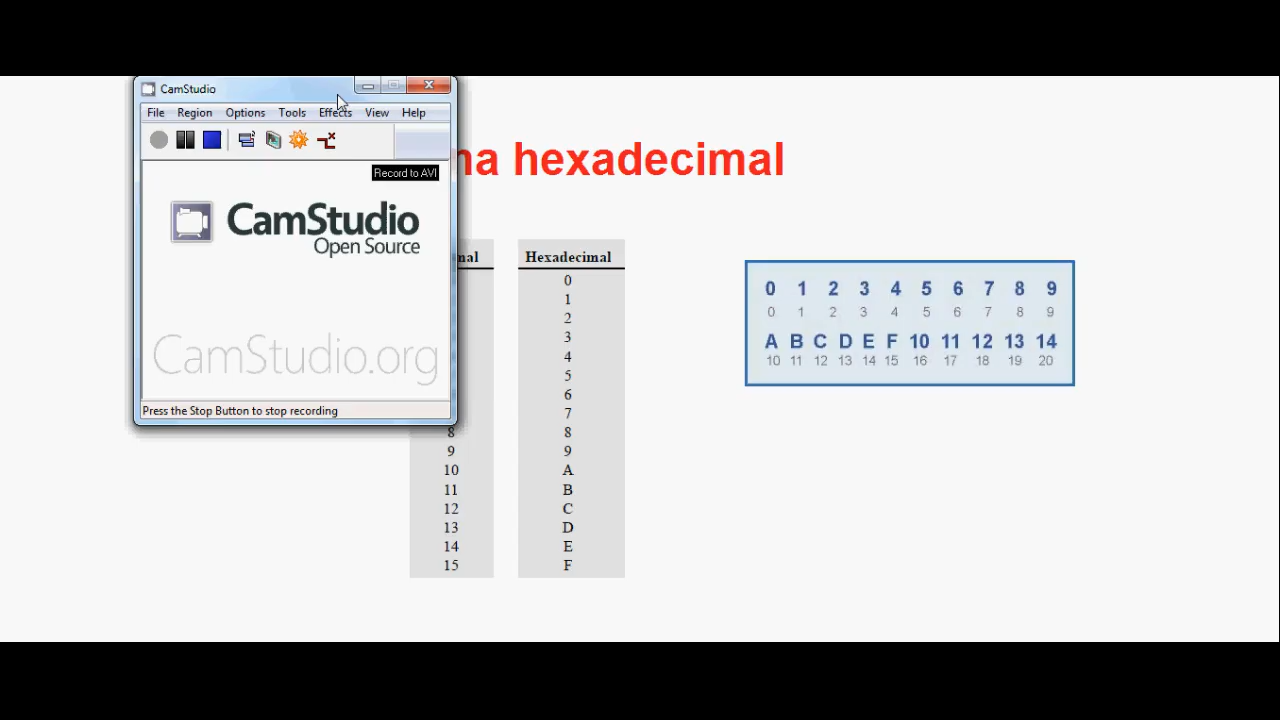 CamStudio
File Region Options Tools Effects View Help
Record to AVI
CamStudio
Open Source
CamStudio.org
Press the Stop Button to stop recording
hexadecimal
Hexadecimal
0
1
2
3
4
5
6
7
8 8
9 9
10 A
11 B
12 C
13 D
14 E
15 F
0 1 2 3 4 5 6 7 8 9
0 1 2 3 4 5 6 7 8 9
A B C D E F 10 11 12 13 14
10 11 12 13 14 15 16 17 18 19 20